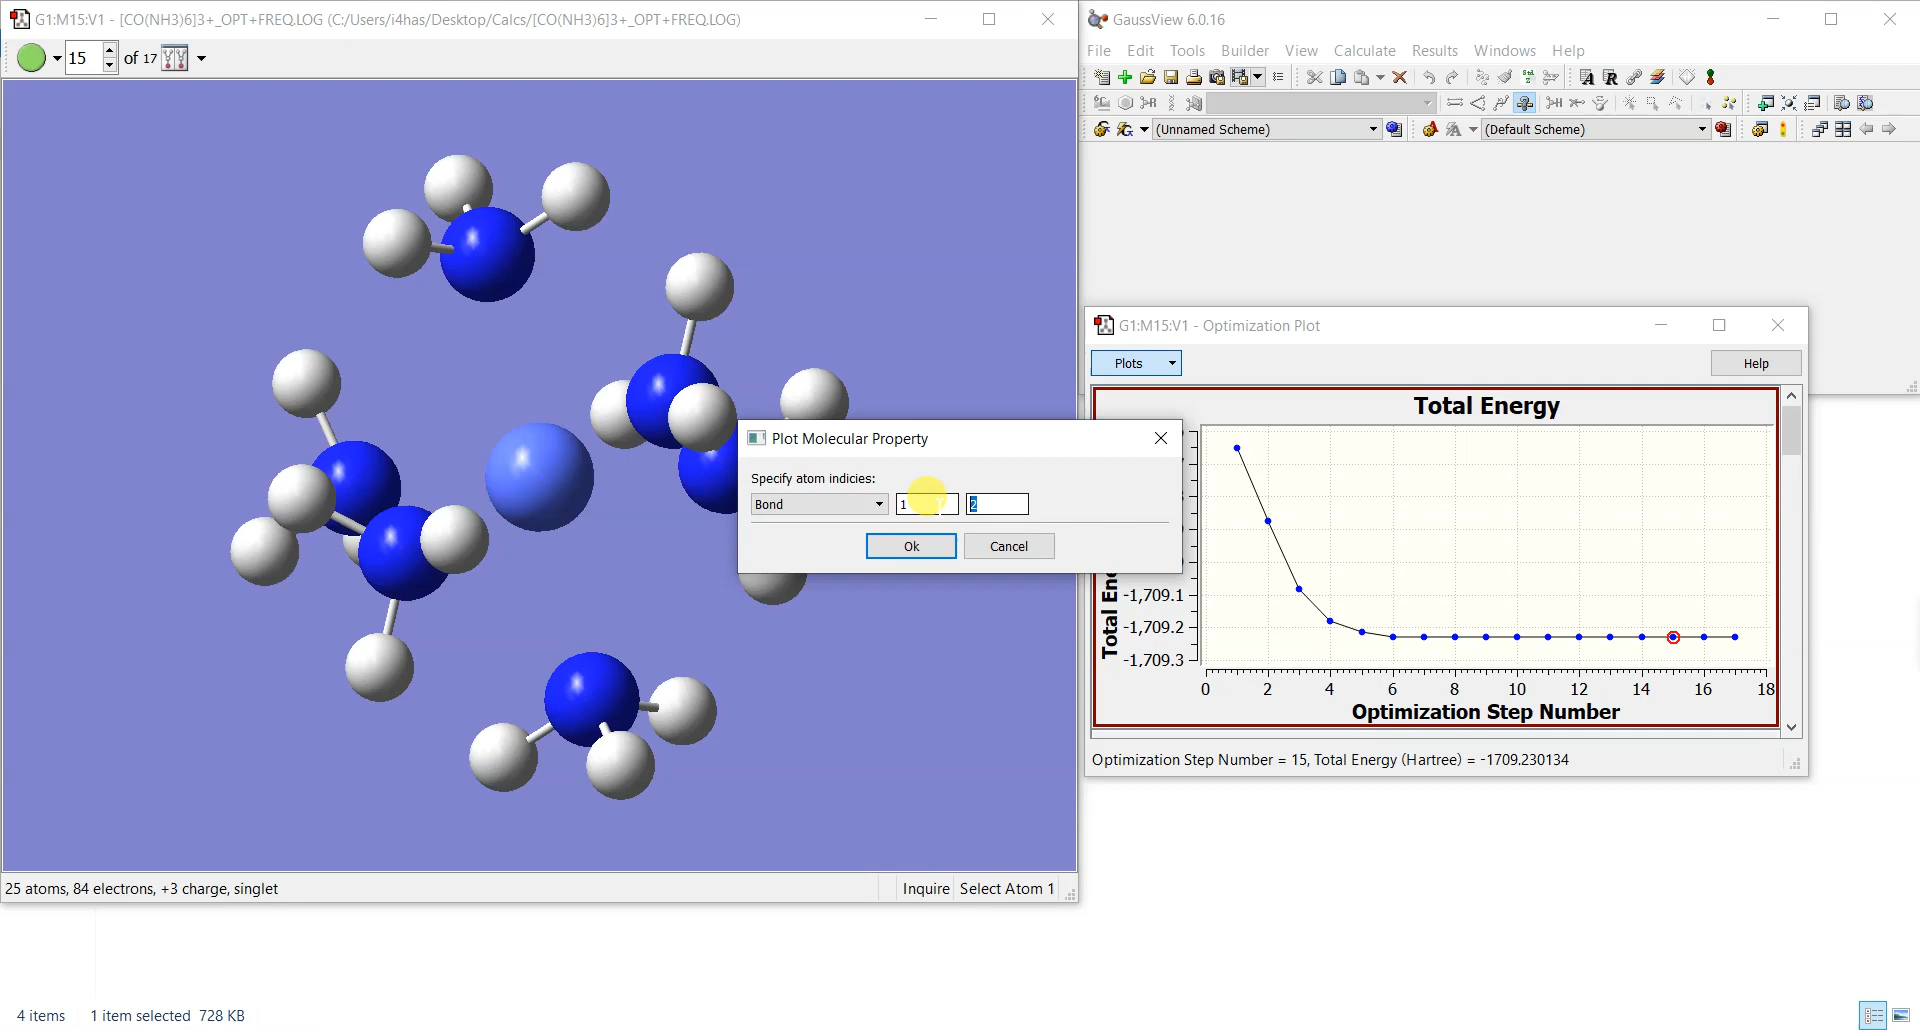 G1:M15:V1 - [CO(NH3)6]3+_OPT+FREQ.LOG (C:/Users/i4has/Desktop/Calcs/[CO(NH3)6]3+_OPT+FREQ.LOG)
15 of 17
25 atoms, 84 electrons, +3 charge, singlet
Inquire Select Atom 1
GaussView 6.0.16
File Edit Tools Builder View Calculate Results Windows Help
(Unnamed Scheme)
(Default Scheme)
G1:M15:V1 - Optimization Plot
Plots
Help
Total Energy
-1,709.1
-1,709.2
-1,709.3
0 2 4 6 8 10 12 14 16 18
Optimization Step Number
Optimization Step Number = 15, Total Energy (Hartree) = -1709.230134
Plot Molecular Property
Specify atom indicies:
Bond 1 2
Ok Cancel
4 items 1 item selected 728 KB